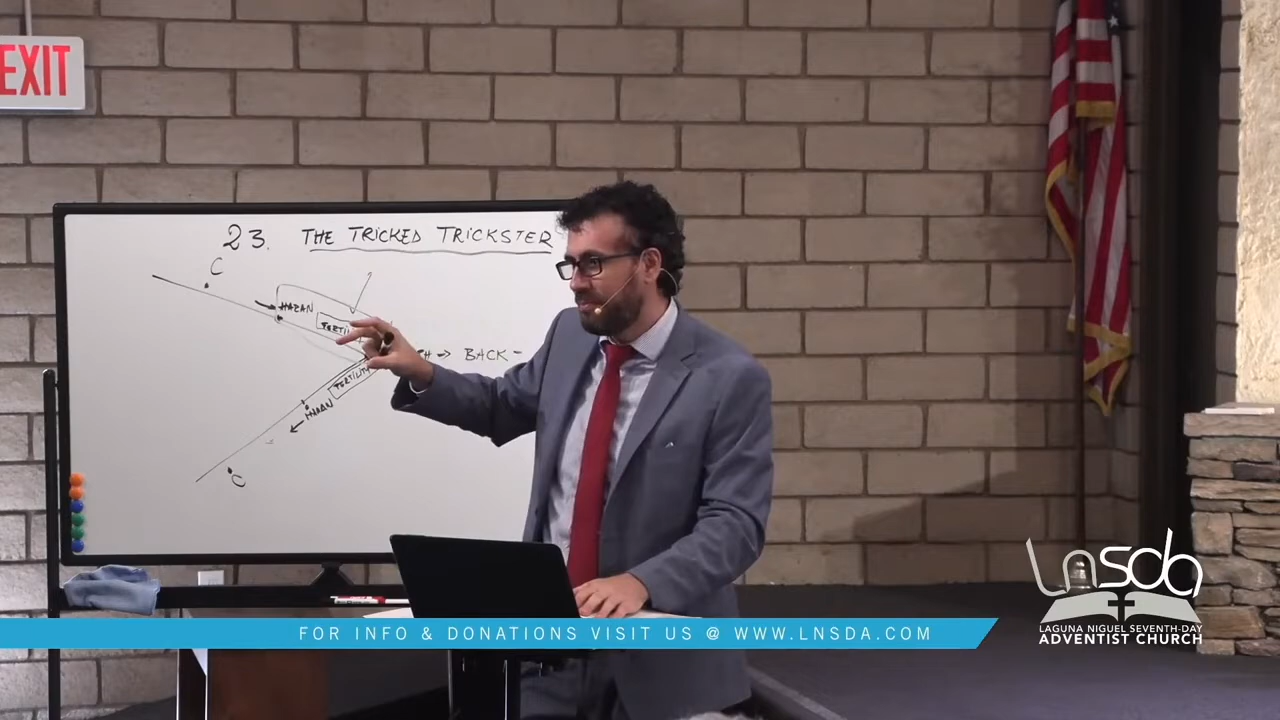 EXIT
23. THE TRICKED TRICKSTER
C
HARAN
BACK -
FERTILITY
HARAN
C
FOR INFO & DONATIONS VISIT US @ WWW.LNSDA.COM
LNSDA
LAGUNA NIGUEL SEVENTH-DAY
ADVENTIST CHURCH